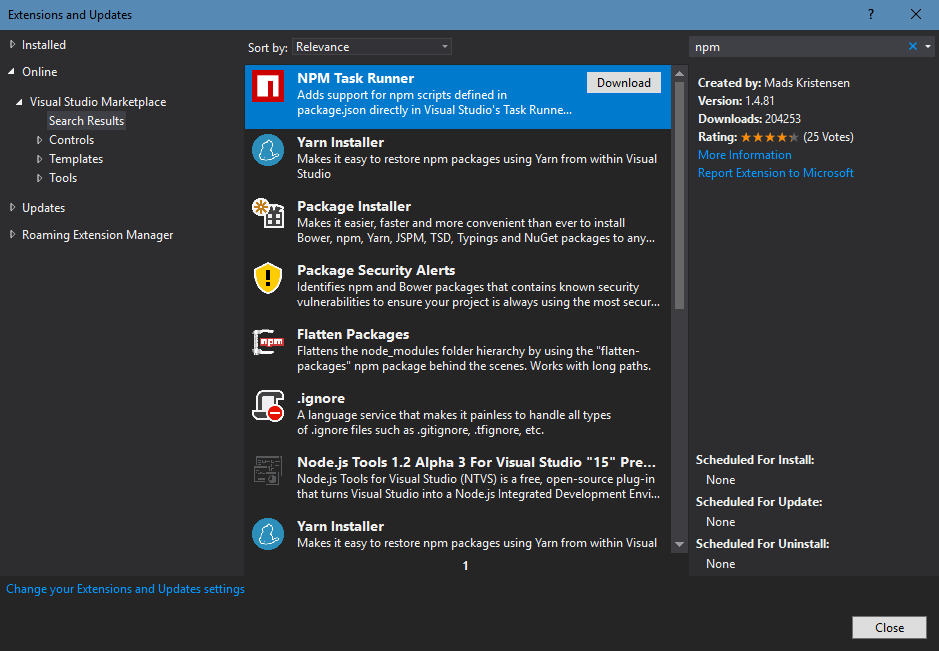 Extensions and Updates
?
Installed
Online
Visual Studio Marketplace
Search Results
Controls
Templates
Tools
Updates
Roaming Extension Manager
Sort by: Relevance
NPM Task Runner
Download
Adds support for npm scripts defined in
package.json directly in Visual Studio's Task Runne...
Yarn Installer
Makes it easy to restore npm packages using Yarn from within Visual
Studio
Package Installer
Makes it easier, faster and more convenient than ever to install
Bower, npm, Yarn, JSPM, TSD, Typings and NuGet packages to any...
Package Security Alerts
Identifies npm and Bower packages that contains known security
vulnerabilities to ensure your project is always using the most secur...
npm
Flatten Packages
Flattens the node_modules folder hierarchy by using the "flatten-
packages" npm package behind the scenes. Works with long paths.
.ignore
A language service that makes it painless to handle all types
of .ignore files such as .gitignore, .tfignore, etc.
Node.js Tools 1.2 Alpha 3 For Visual Studio "15" Pre...
Node.js Tools for Visual Studio (NTVS) is a free, open-source plug-in
that turns Visual Studio into a Node.js Integrated Development Envi...
Yarn Installer
Makes it easy to restore npm packages using Yarn from within Visual
1
npm
Created by: Mads Kristensen
Version: 1.4.81
Downloads: 204253
Rating: (25 Votes)
More Information
Report Extension to Microsoft
Scheduled For Install:
None
Scheduled For Update:
None
Scheduled For Uninstall:
None
Change your Extensions and Updates settings
Close